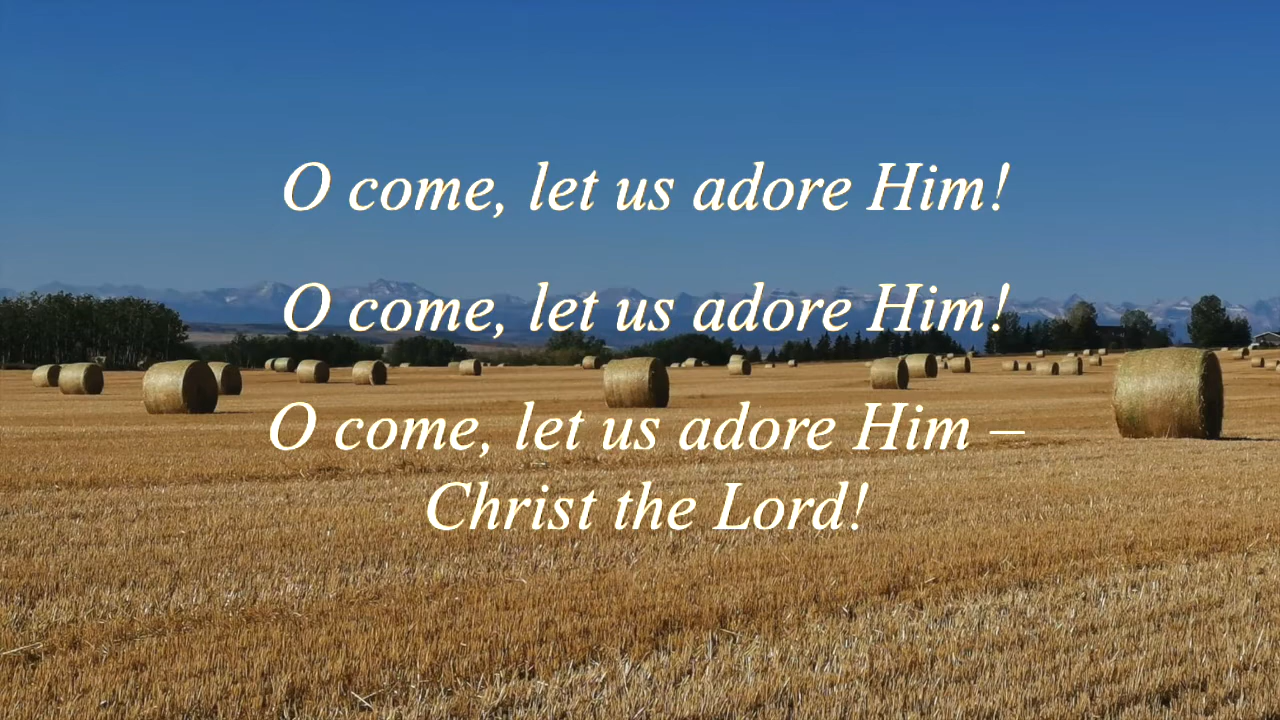 O come, let us adore Him!
O come, let us adore Him!
O come, let us adore Him –
Christ the Lord!